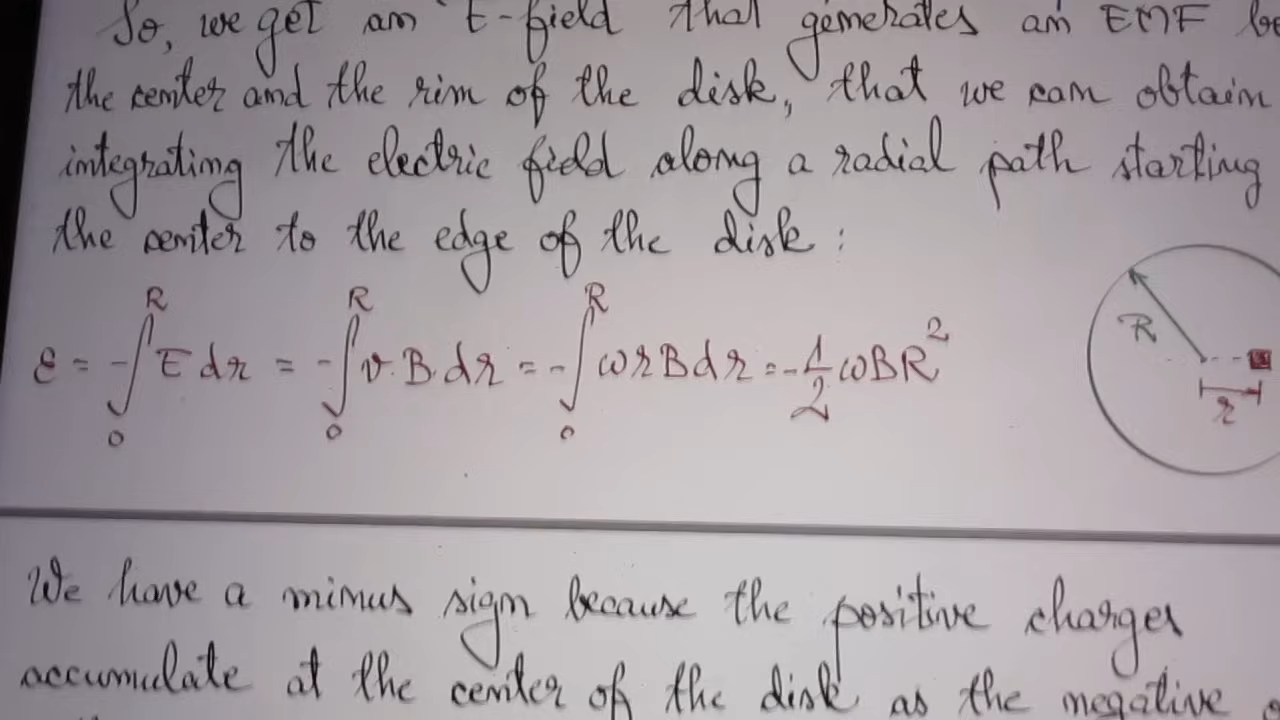 So, we get an E-field that generates an EMF
the center and the rim of the disk, that we can obtain
integrating the electric field along a radial path starting
the center to the edge of the disk :
ε = -∫₀ᴿ E dr = -∫₀ᴿ v·B·dr = -∫₀ᴿ ωrBdr = -1/2 ωBR²
R
r
We have a minus sign because the positive charges
accumulate at the center of the disk as the negative